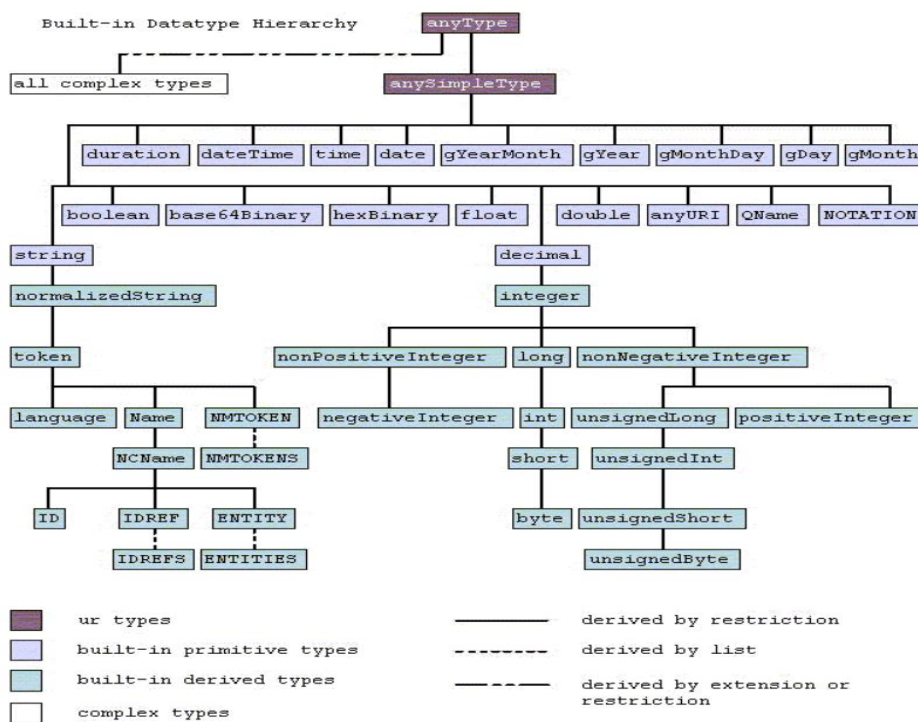 Built-in Datatype Hierarchy
anyType
all complex types
anySimpleType
duration
dateTime
time
date
gYearMonth
gYear
gMonthDay
gDay
gMonth
boolean
base64Binary
hexBinary
float
double
anyURI
QName
NOTATION
string
decimal
normalizedString
integer
token
nonPositiveInteger
long
nonNegativeInteger
language
Name
NMTOKEN
negativeInteger
int
unsignedLong
positiveInteger
NCName
NMTOKENS
short
unsignedInt
ID
IDREF
ENTITY
byte
unsignedShort
IDREFS
ENTITIES
unsignedByte
ur types
derived by restriction
built-in primitive types
derived by list
built-in derived types
derived by extension or
restriction
complex types